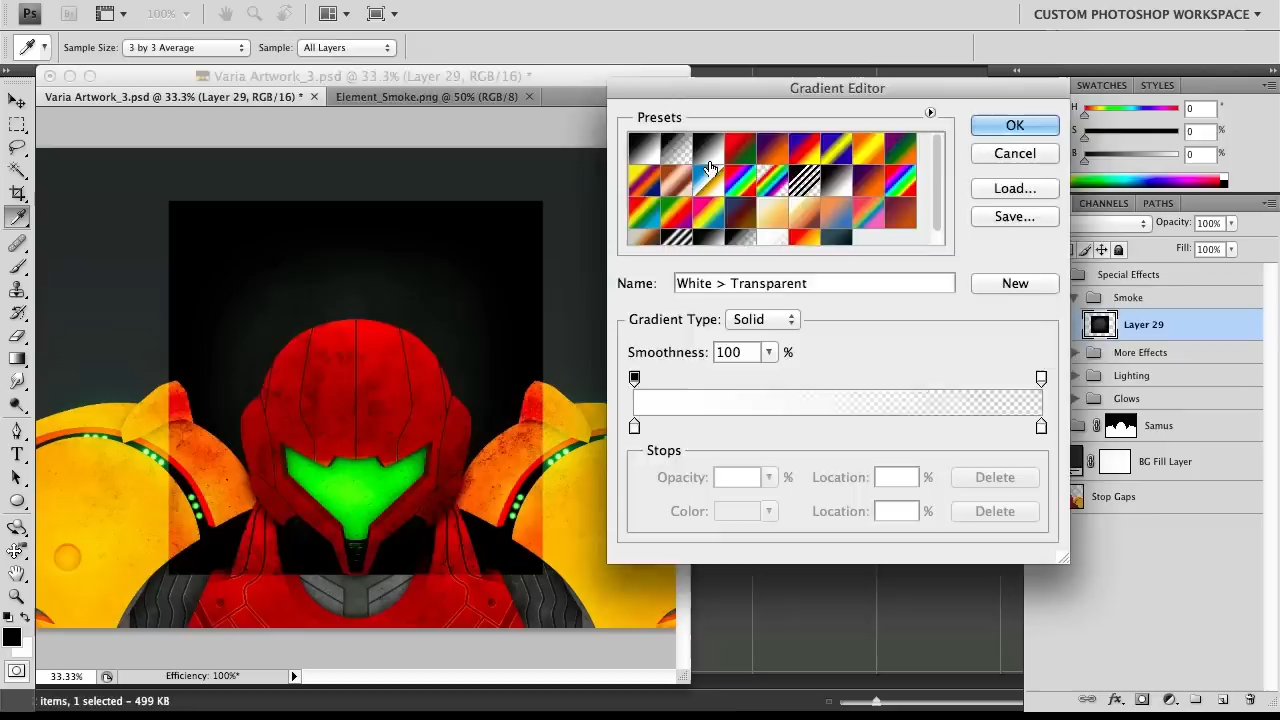 Ps
Br
100%
CUSTOM PHOTOSHOP WORKSPACE
Sample Size: 3 by 3 Average Sample: All Layers
Varia Artwork_3.psd @ 33.3% (Layer 29, RGB/16) *
Varia Artwork_3.psd @ 33.3% (Layer 29, RGB/16) * Element_Smoke.png @ 50% (RGB/8)
Gradient Editor
Presets
OK
Cancel
Load...
Save...
Name: White > Transparent New
Gradient Type: Solid
Smoothness: 100 %
Stops
Opacity: % Location: % Delete
Color: Location: % Delete
SWATCHES STYLES
H 0 °
S 0 %
B 0 %
CHANNELS PATHS
Opacity: 100%
Fill: 100%
Special Effects
Smoke
Layer 29
More Effects
Lighting
Glows
Samus
BG Fill Layer
Stop Gaps
T
33.33% Efficiency: 100%*
items, 1 selected - 499 KB
fx